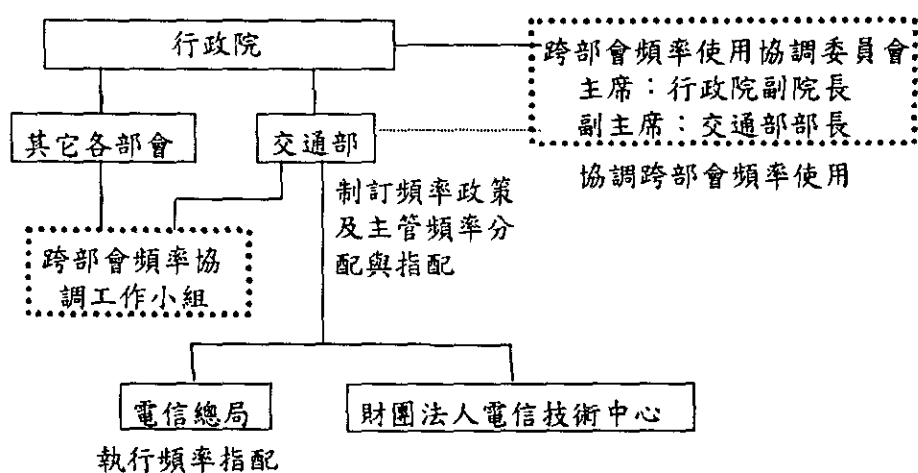 行政院
跨部會頻率使用協調委員會
主席：行政院副院長
副主席：交通部部長
其它各部會
交通部
協調跨部會頻率使用
制訂頻率政策
及主管頻率分
配與指配
跨部會頻率協
調工作小組
電信總局
財團法人電信技術中心
執行頻率指配